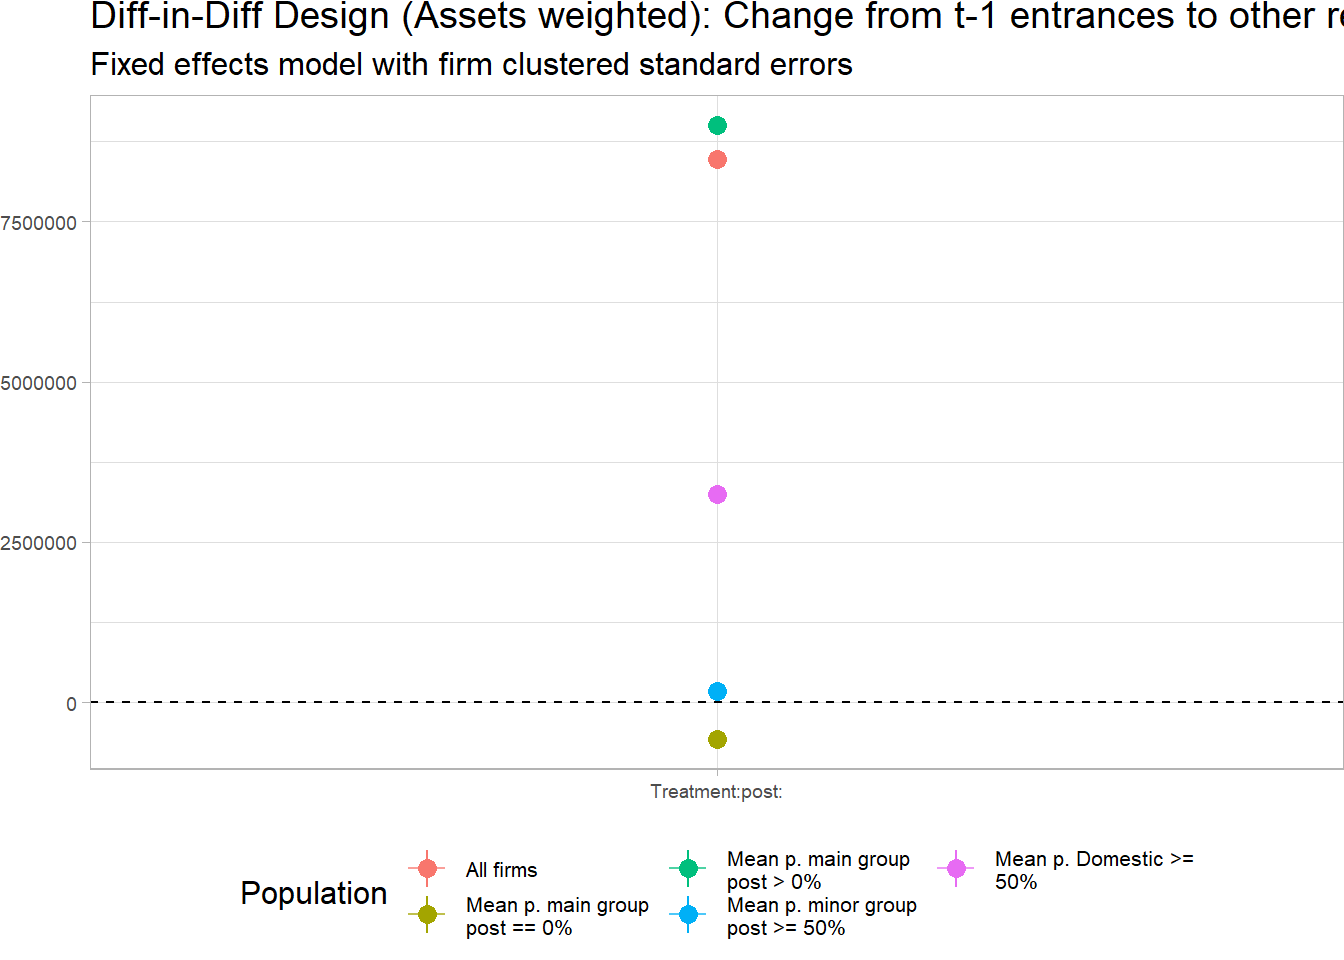 Diff-in-Diff Design (Assets weighted): Change from t-1 entrances to other
Fixed effects model with firm clustered standard errors
7500000
5000000
2500000
0
Treatment:post:
Population
All firms
Mean p. main group
post == 0%
Mean p. main group
post > 0%
Mean p. minor group
post >= 50%
Mean p. Domestic >=
50%